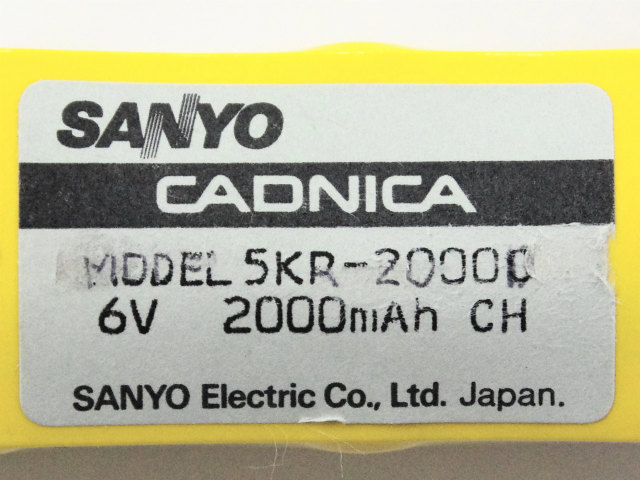 SANYO
CADNICA
MODEL 5KR-2000C
6V 2000mAh CH
SANYO Electric Co., Ltd. Japan.